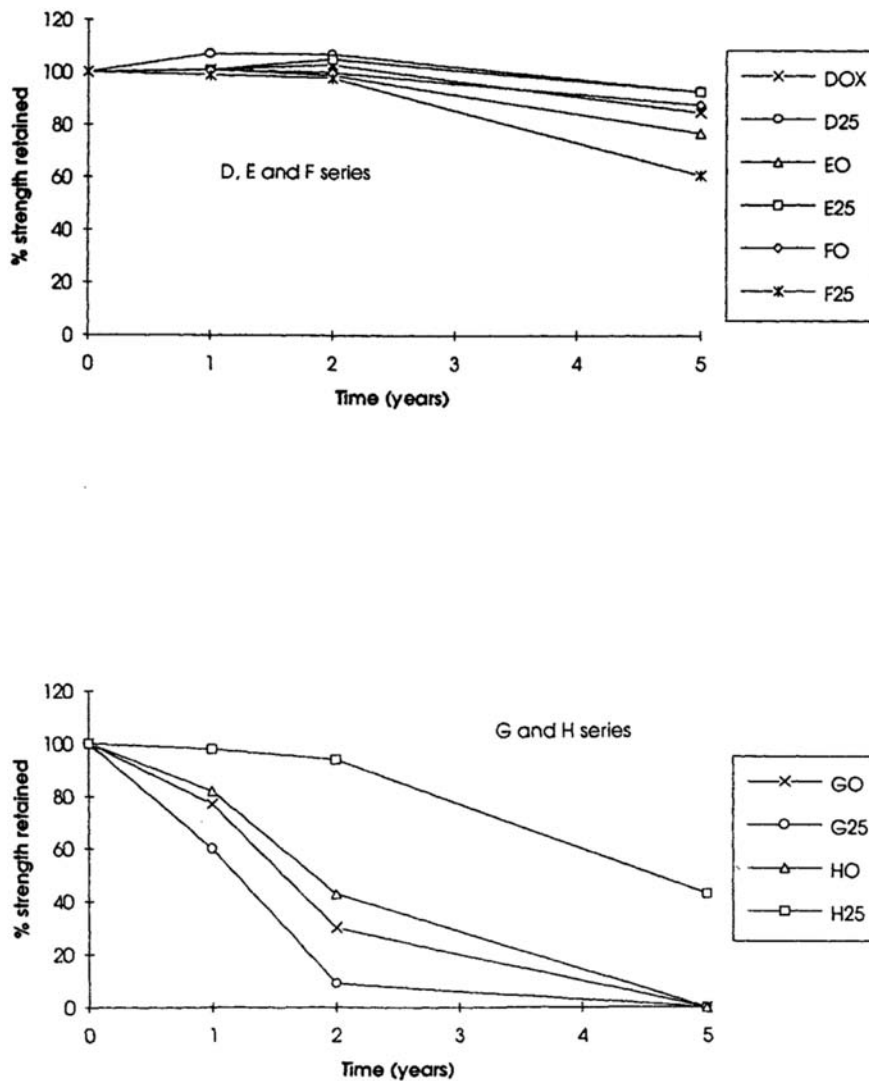 120
100
80
60
40
20
0
% strength retained
D, E and F series
0 1 2 3 4 5
Time (years)
DOX
D25
EO
E25
FO
F25
120
100
80
60
40
20
0
% strength retained
G and H series
0 1 2 3 4 5
Time (years)
GO
G25
HO
H25